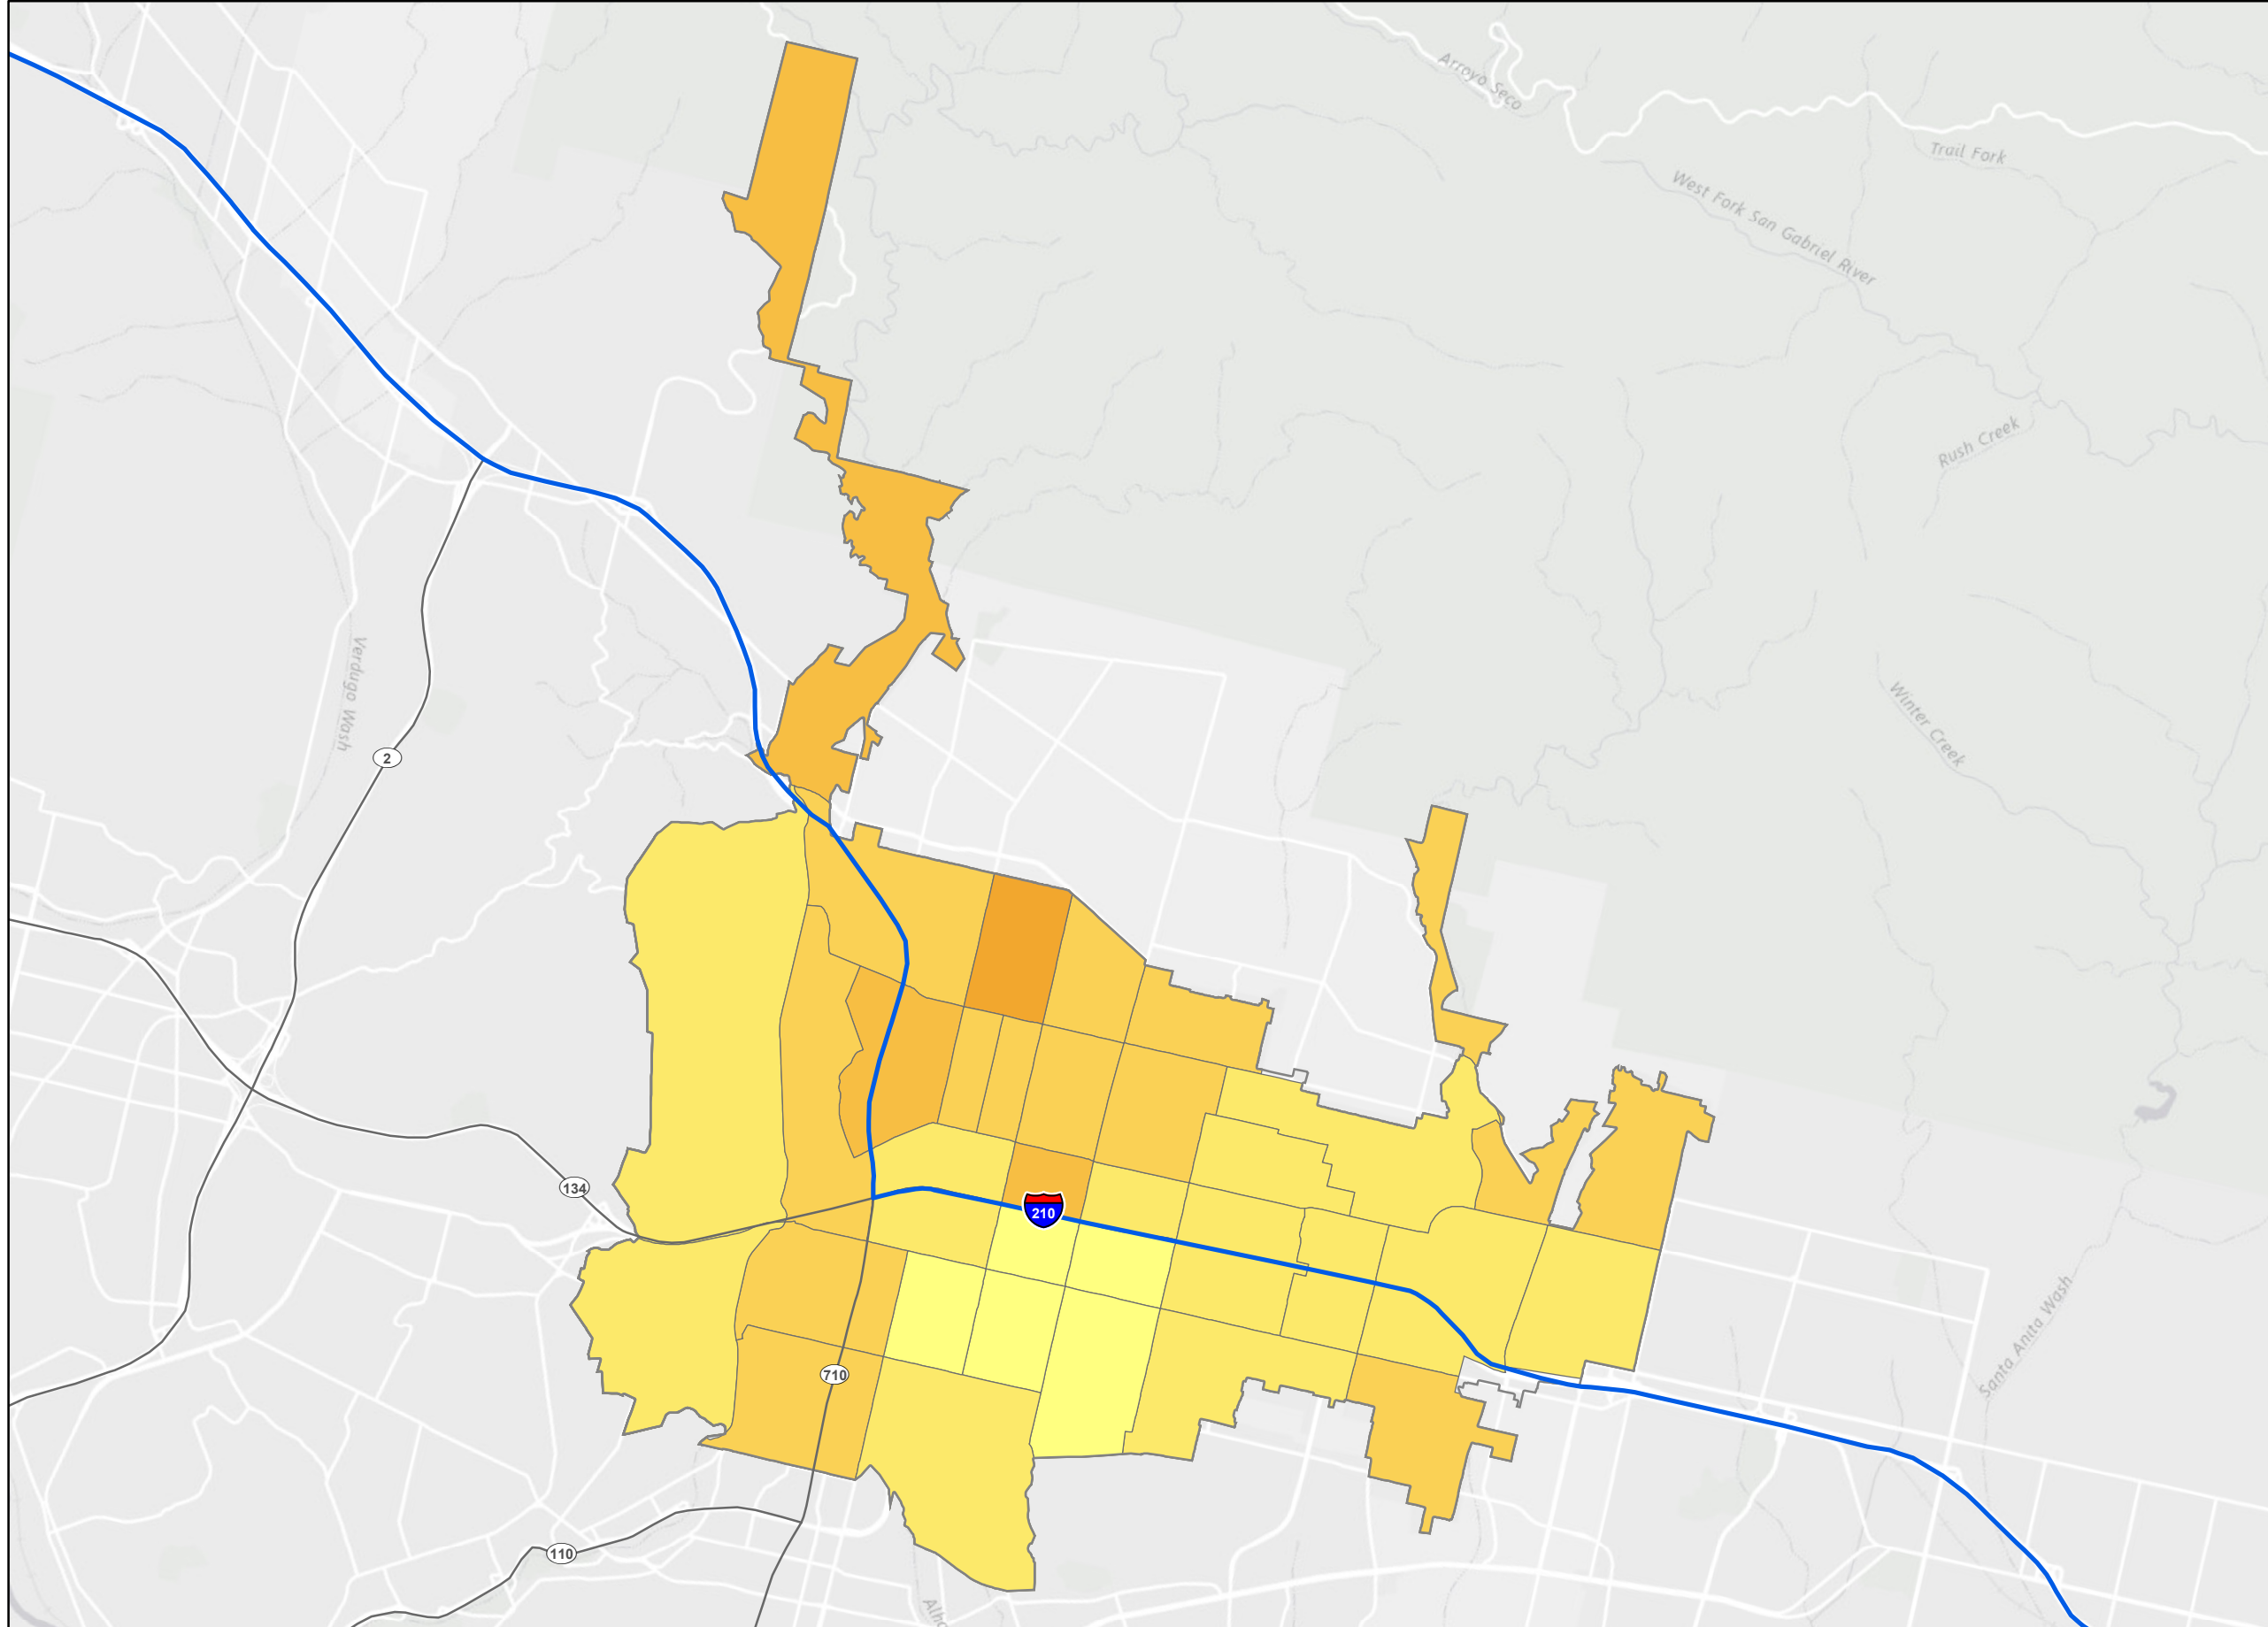 Arroyo Seco
Trail Fork
West Fork San Gabriel River
Rush Creek
Verdugo Wash
Winter Creek
2
134
210
Santa Anita Wash
710
110